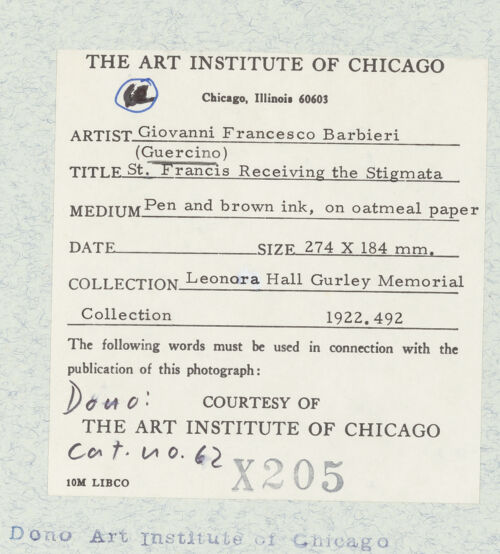 THE ART INSTITUTE OF CHICAGO
Chicago, Illinois 60603
ARTIST Giovanni Francesco Barbieri
(Guercino)
TITLE St. Francis Receiving the Stigmata
MEDIUM Pen and brown ink, on oatmeal paper
DATE SIZE 274 X 184 mm.
COLLECTION Leonora Hall Gurley Memorial
Collection 1922.492
The following words must be used in connection with the
publication of this photograph:
Dono: COURTESY OF
THE ART INSTITUTE OF CHICAGO
Cat. no. 62
X205
10M LIBCO
Dono Art Institute of Chicago